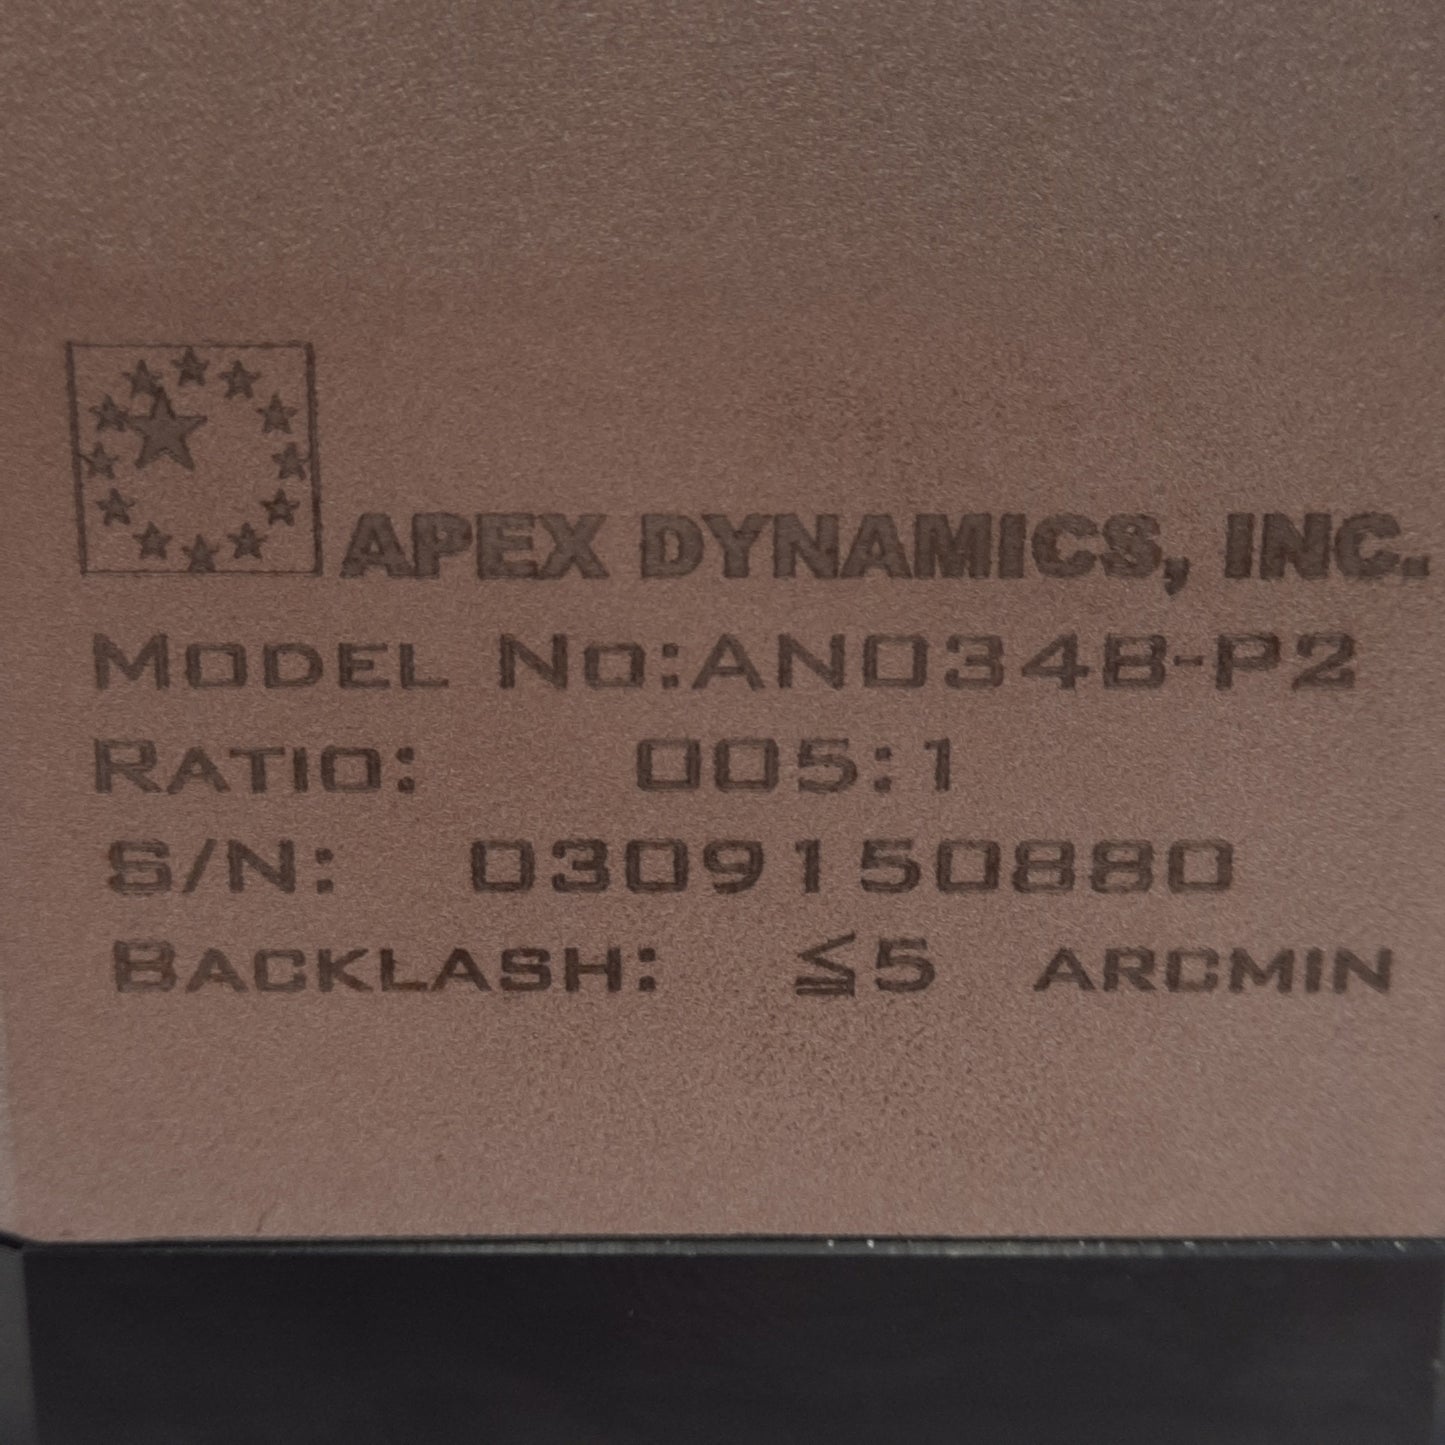 APEX DYNAMICS, INC.
MODEL NO:AN034B-P2
RATIO: 005:1
S/N: 0309150880
BACKLASH: ≦5 ARCMIN